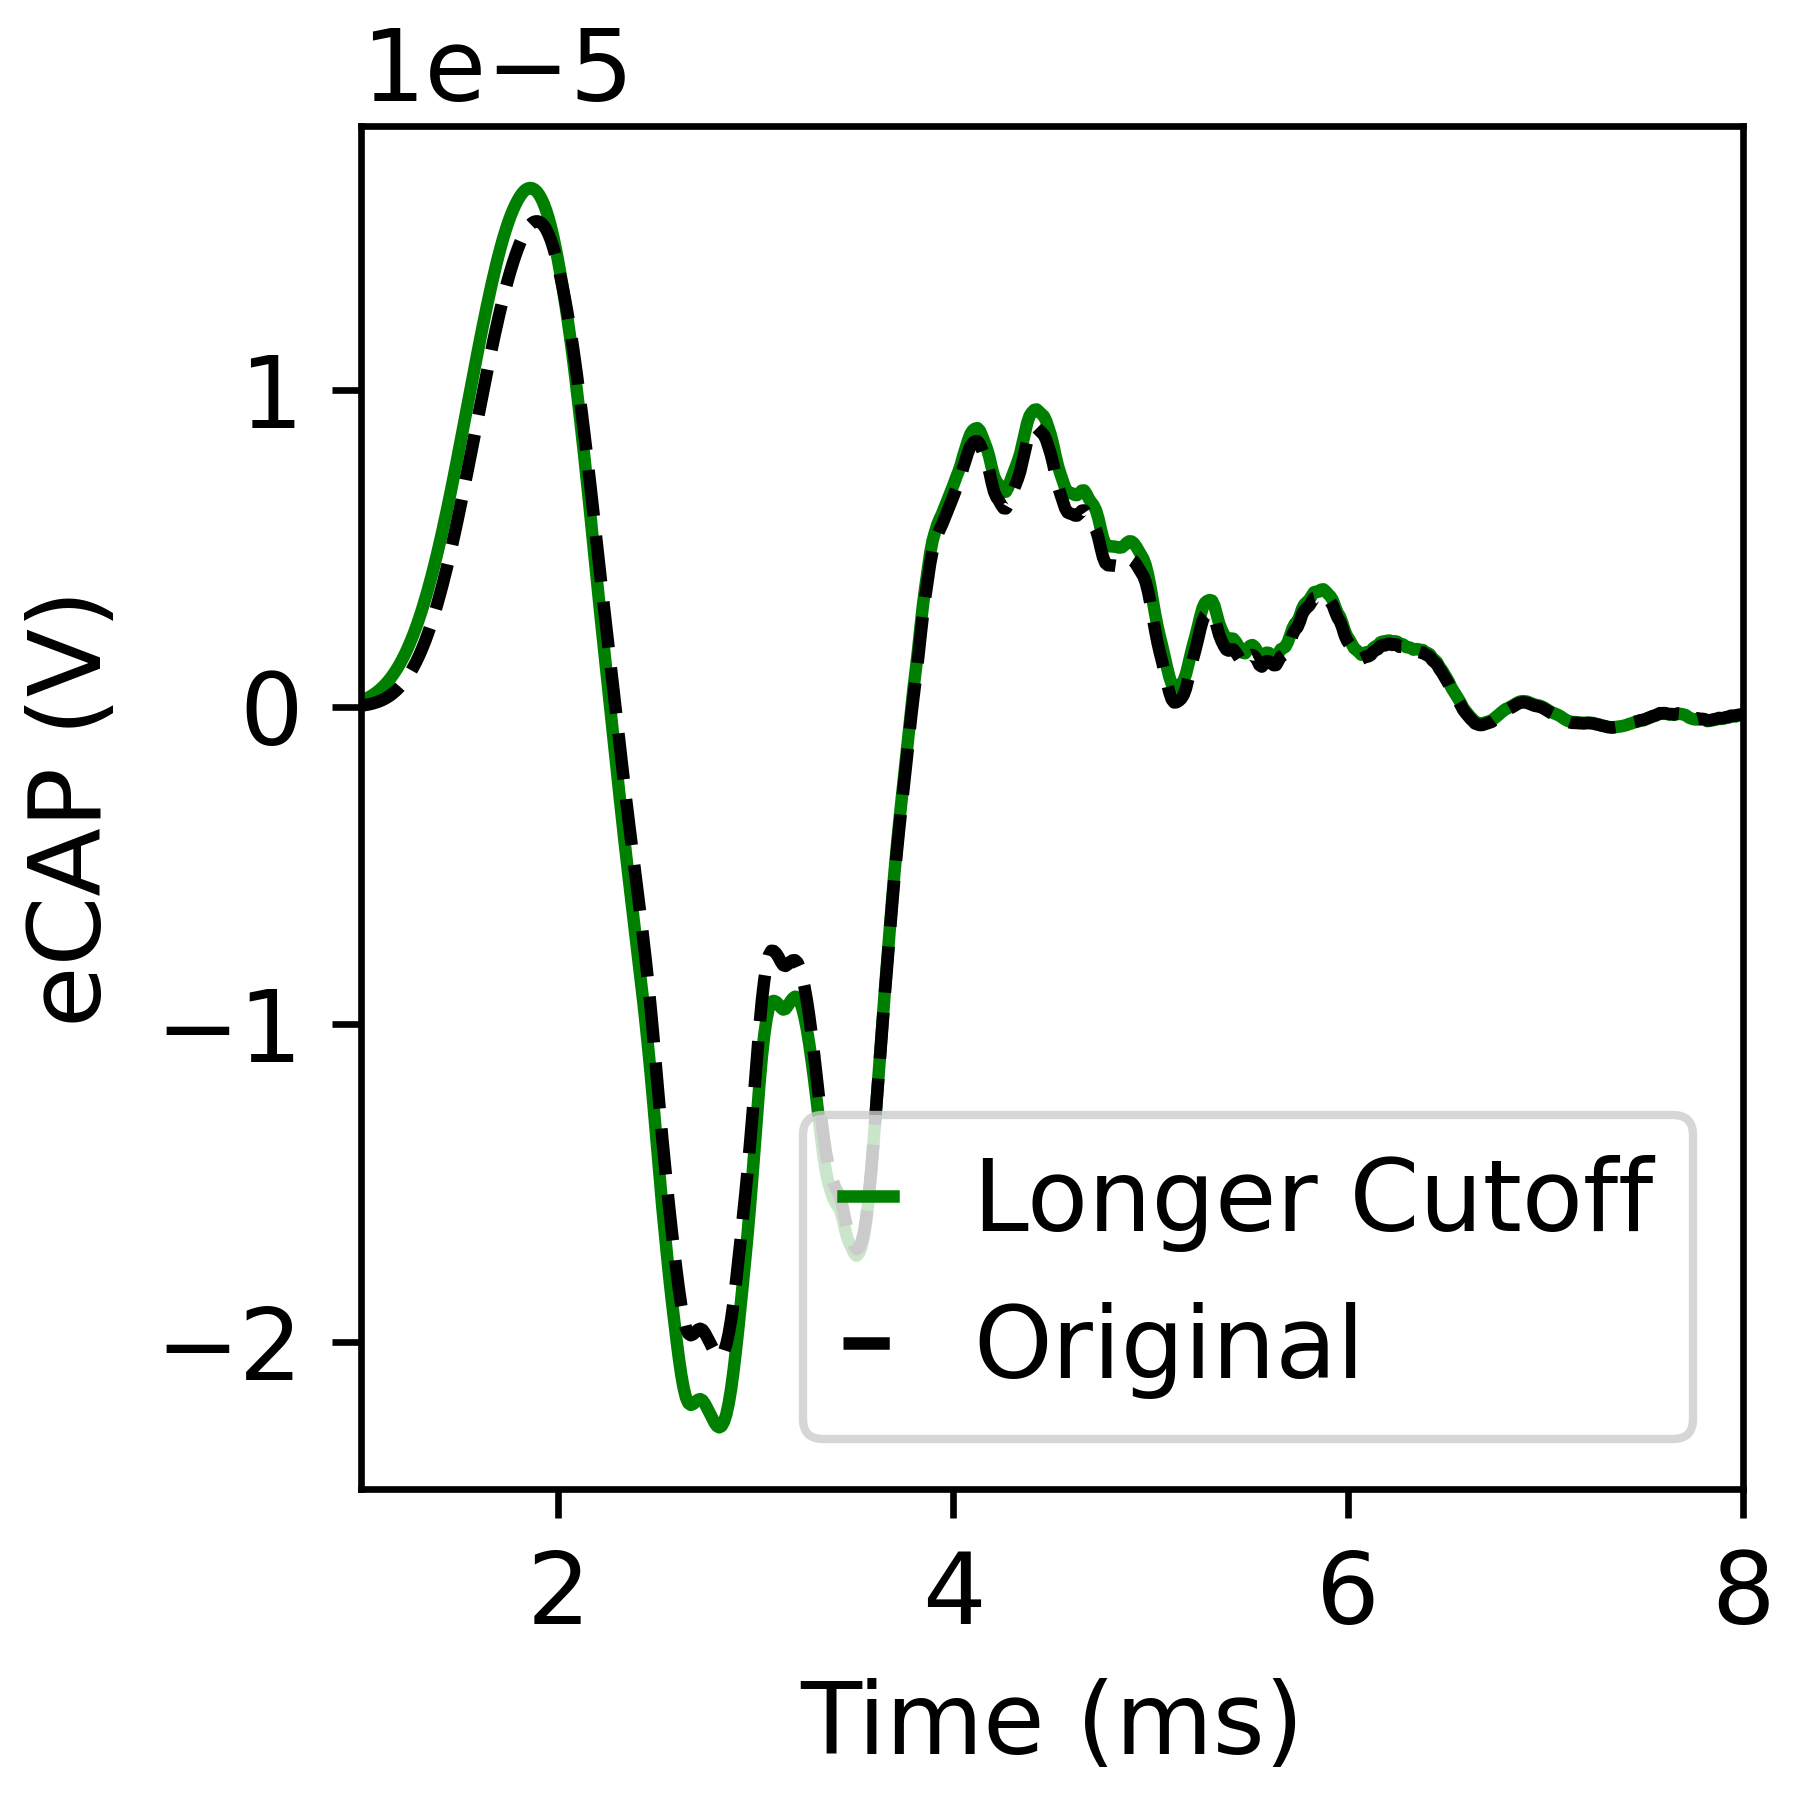 1e−5
1
0
−1
−2
eCAP (V)
Longer Cutoff
Original
2 4 6 8
Time (ms)